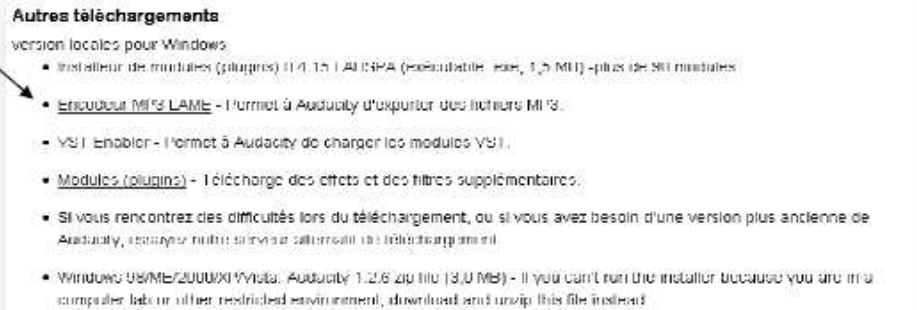 Autres téléchargements
version locales pour Windows
• Installeur de modules (plugins) 0.4.15 LADSPA (exécutable .exe, 1,5 MB) -plus de 90 modules
• Encodeur MP3 LAME - Permet à Audacity d'exporter des fichiers MP3.
• VST Enabler - Permet à Audacity de charger les modules VST.
• Modules (plugins) - Télécharge des effets et des filtres supplémentaires.
• Si vous rencontrez des difficultés lors du téléchargement, ou si vous avez besoin d'une version plus ancienne de
Audacity, essayez notre serveur alternatif de téléchargement
• Windows 98/ME/2000/XP/Vista: Audacity 1.2.6 zip file (3,0 MB) - If you can't run the installer because you are in a
computer lab or other restricted environment, download and unzip this file instead